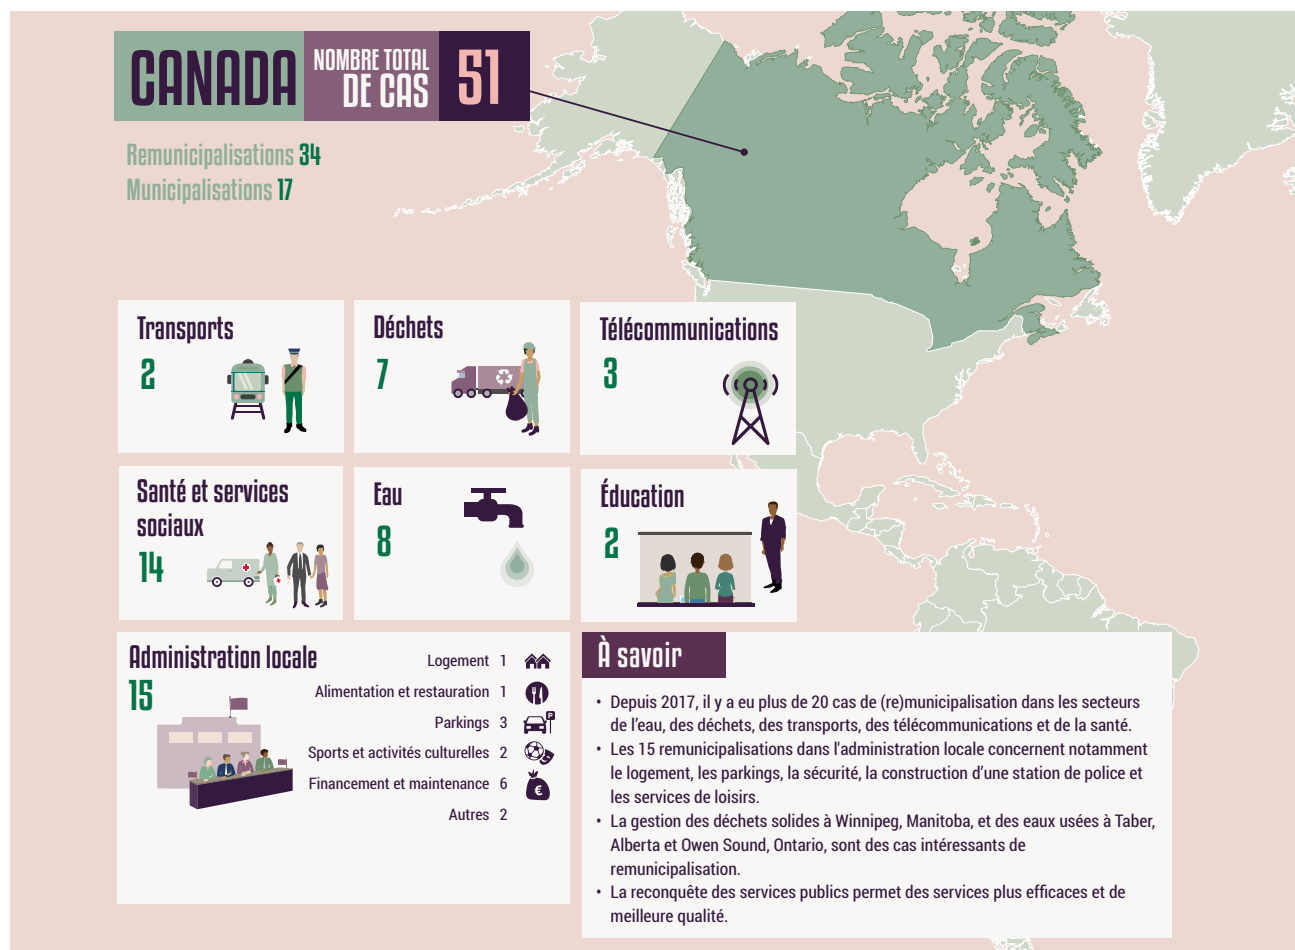 CANADA
NOMBRE TOTAL
DE CAS
51
Remunicipalisations 34
Municipalisations 17
Transports
2
Déchets
7
Télécommunications
3
Santé et services
sociaux
14
Eau
8
Éducation
2
Administration locale
15
Logement 1
Alimentation et restauration 1
Parkings 3
P
Sports et activités culturelles 2
Financement et maintenance 6
€
Autres 2
À savoir
• Depuis 2017, il y a eu plus de 20 cas de (re)municipalisation dans les secteurs
de l'eau, des déchets, des transports, des télécommunications et de la santé.
• Les 15 remunicipalisations dans l'administration locale concernent notamment
le logement, les parkings, la sécurité, la construction d'une station de police et
les services de loisirs.
• La gestion des déchets solides à Winnipeg, Manitoba, et des eaux usées à Taber,
Alberta et Owen Sound, Ontario, sont des cas intéressants de
remunicipalisation.
• La reconquête des services publics permet des services plus efficaces et de
meilleure qualité.